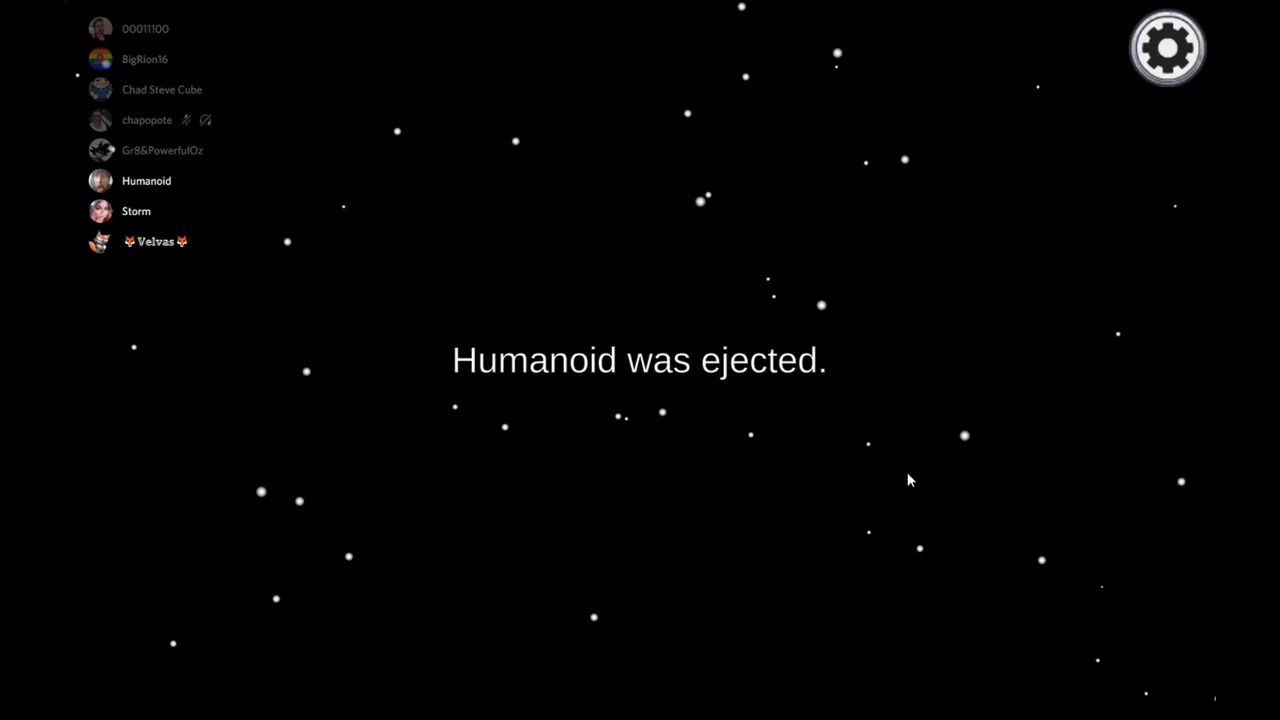 00011100
BigRion16
Chad Steve Cube
chapopote
Gr8&PowerfulOz
Humanoid
Storm
🦊𝕍elvas🦊
Humanoid was ejected.